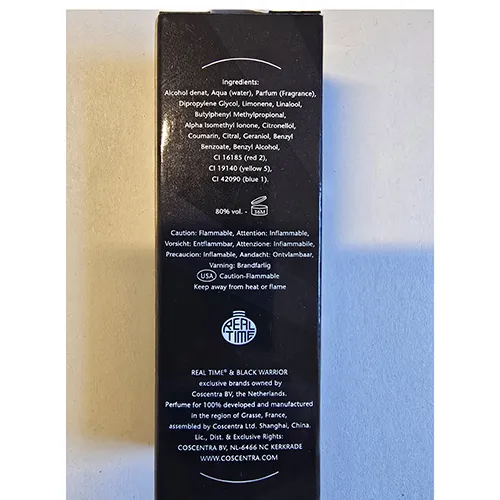 Ingredients:
Alcohol denat, Aqua (water), Parfum (Fragrance),
Dipropylene Glycol, Limonene, Linalool,
Butylphenyl Methylpropional,
Alpha Isomethyl Ionone, Citronellol,
Coumarin, Citral, Geraniol, Benzyl
Benzoate, Benzyl Alcohol,
CI 16185 (red 2),
CI 19140 (yellow 5),
CI 42090 (blue 1).
80% vol. - 36M
Caution: Flammable, Attention: Inflammable,
Vorsicht: Entflammbar, Attenzione: Inflammabile,
Precaucion: Inflamable, Aandacht: Ontvlambaar,
Varning: Brandfarlig
USA Caution-Flammable
Keep away from heat or flame
REAL
TIME
REAL TIME® & BLACK WARRIOR
exclusive brands owned by
Coscentra BV, the Netherlands.
Perfume for 100% developed and manufactured
in the region of Grasse, France,
assembled by Coscentra Ltd. Shanghai, China.
Lic., Dist. & Exclusive Rights:
COSCENTRA BV, NL-6466 NC KERKRADE
WWW.COSCENTRA.COM